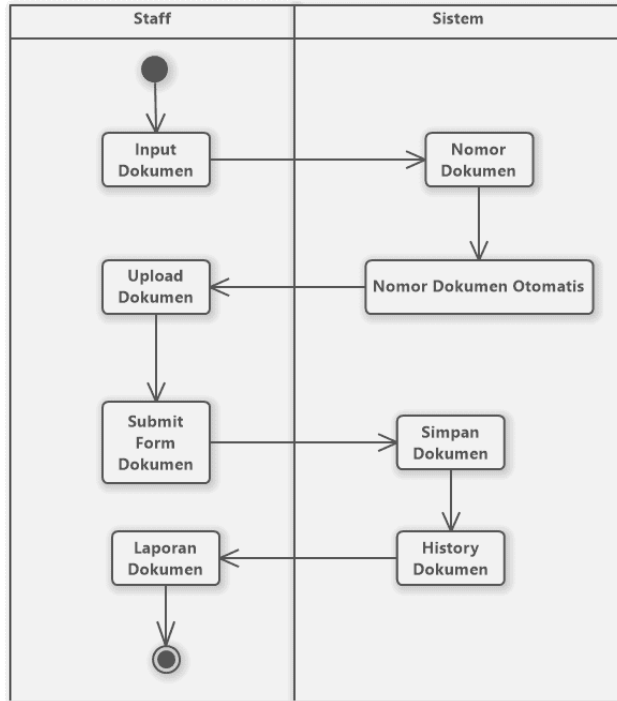 Staff
Sistem
Input
Dokumen
Nomor
Dokumen
Nomor Dokumen Otomatis
Upload
Dokumen
Submit
Form
Dokumen
Simpan
Dokumen
History
Dokumen
Laporan
Dokumen